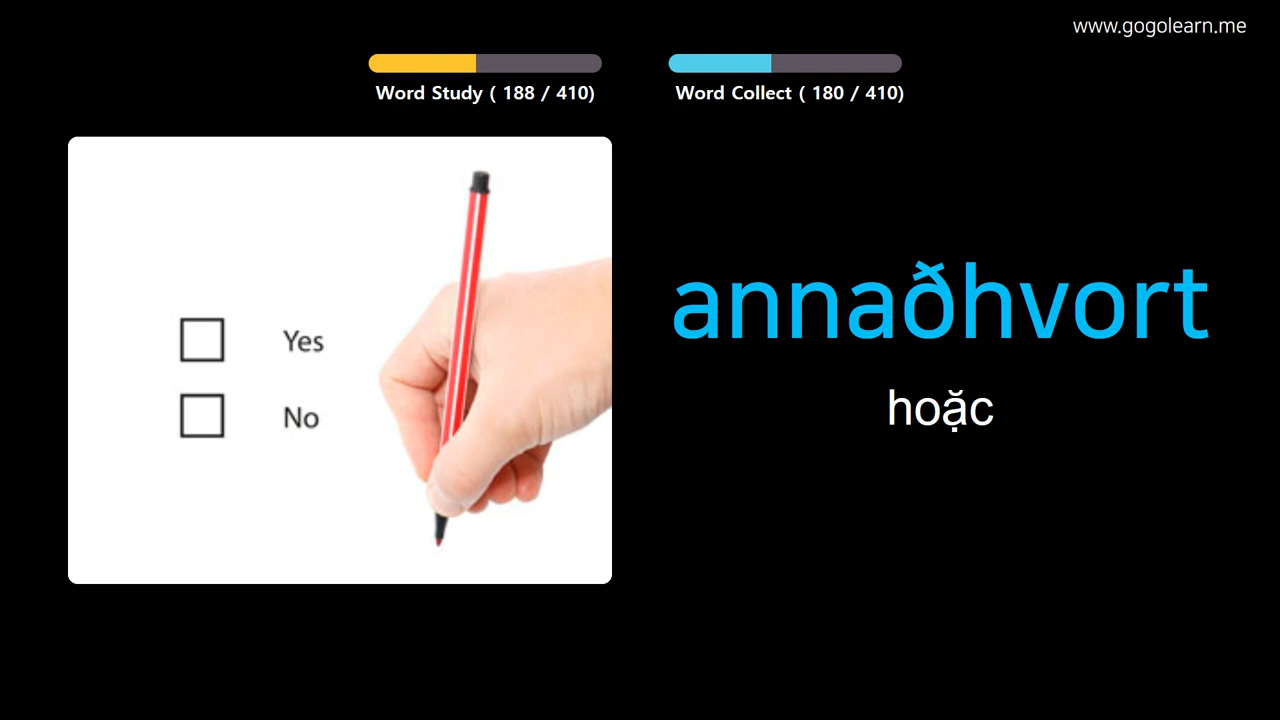 www.gogolearn.me
Word Study ( 188 / 410)
Word Collect ( 180 / 410)
Yes
No
annaðhvort
hoặc